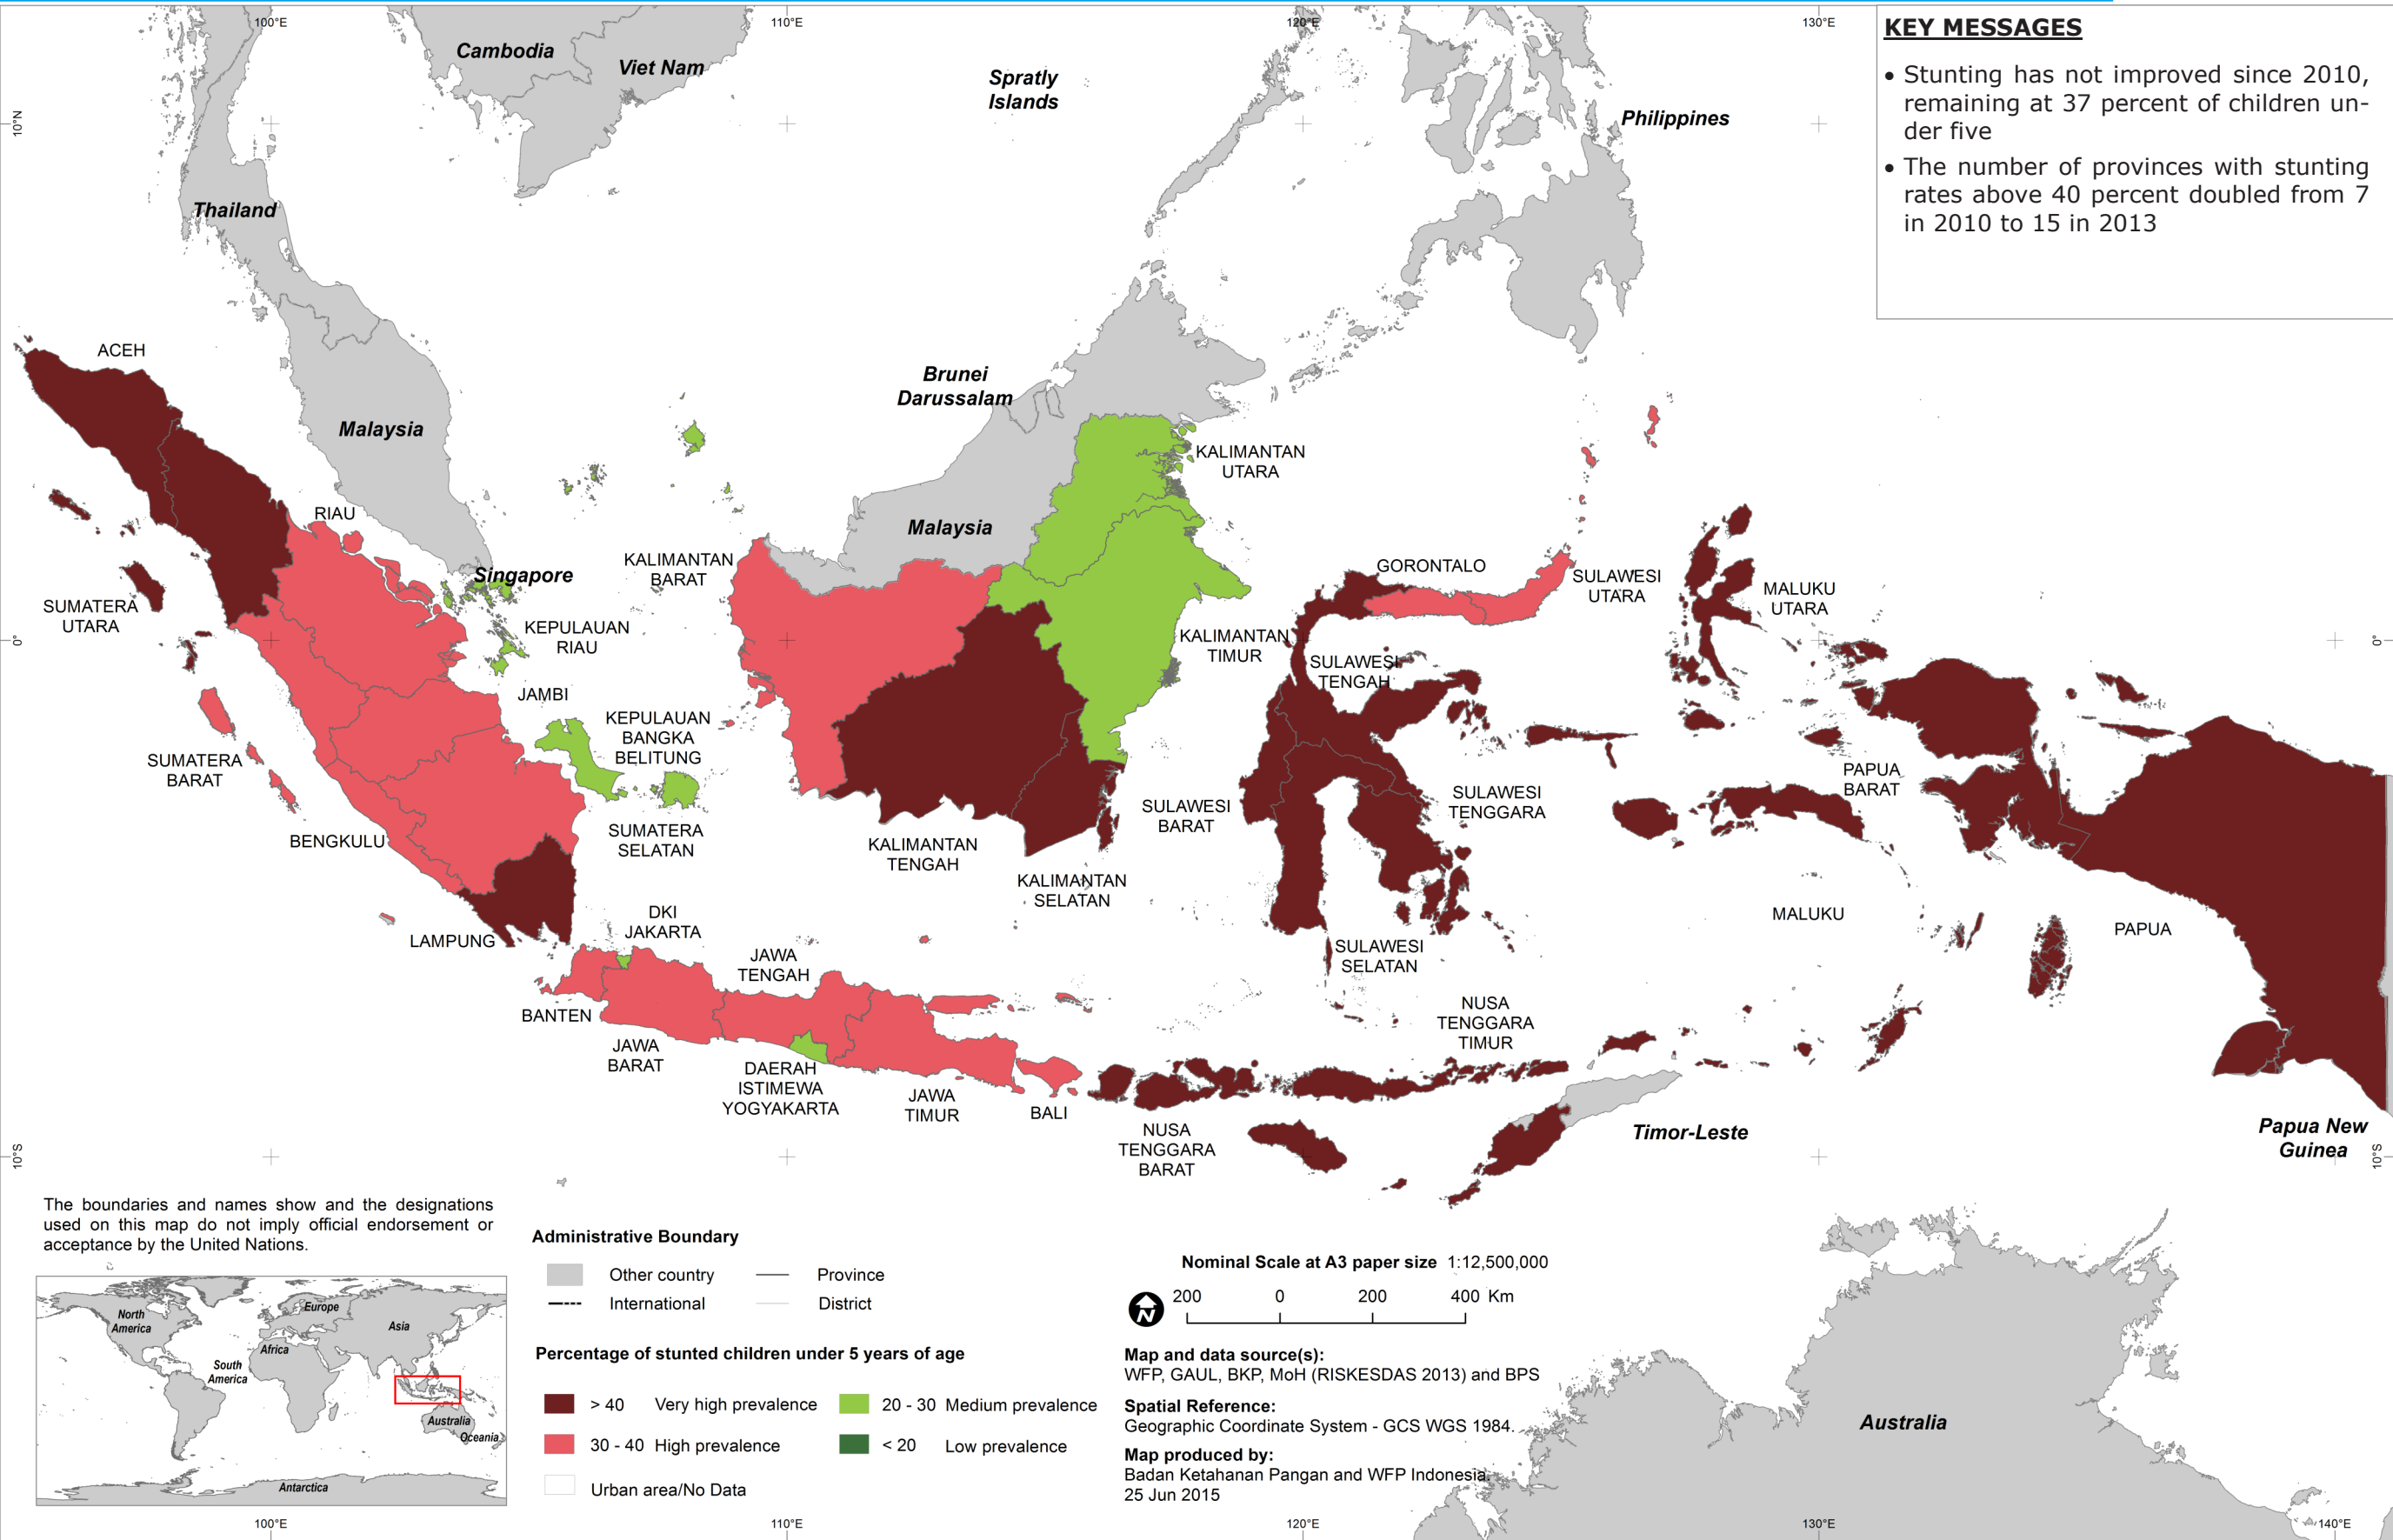 100°E
110°E
120°E
130°E
KEY MESSAGES
• Stunting has not improved since 2010,
remaining at 37 percent of children un-
der five
• The number of provinces with stunting
rates above 40 percent doubled from 7
in 2010 to 15 in 2013
Cambodia
Viet Nam
Spratly
Islands
Philippines
10°N
Thailand
ACEH
Malaysia
Brunei
Darussalam
KALIMANTAN
UTARA
RIAU
Malaysia
Singapore
KALIMANTAN
BARAT
GORONTALO
SULAWESI
UTARA
MALUKU
UTARA
SUMATERA
UTARA
KEPULAUAN
RIAU
0°
KALIMANTAN
TIMUR
SULAWESI
TENGAH
0°
JAMBI
KEPULAUAN
BANGKA
BELITUNG
SUMATERA
BARAT
PAPUA
BARAT
SULAWESI
BARAT
SULAWESI
TENGGARA
BENGKULU
SUMATERA
SELATAN
KALIMANTAN
TENGAH
KALIMANTAN
SELATAN
DKI
JAKARTA
LAMPUNG
MALUKU
PAPUA
JAWA
TENGAH
SULAWESI
SELATAN
BANTEN
NUSA
TENGGARA
TIMUR
JAWA
BARAT
DAERAH
ISTIMEWA
YOGYAKARTA
JAWA
TIMUR
BALI
NUSA
TENGGARA
BARAT
Timor-Leste
Papua New
Guinea
10°S
10°S
The boundaries and names show and the designations
used on this map do not imply official endorsement or
acceptance by the United Nations.
North
America
Europe
Asia
Africa
South
America
Australia
Oceania
Antarctica
Administrative Boundary
Other country
Province
International
District
Percentage of stunted children under 5 years of age
> 40 Very high prevalence
20 - 30 Medium prevalence
30 - 40 High prevalence
< 20 Low prevalence
Urban area/No Data
Nominal Scale at A3 paper size 1:12,500,000
N
200 0 200 400 Km
Map and data source(s):
WFP, GAUL, BKP, MoH (RISKESDAS 2013) and BPS
Spatial Reference:
Geographic Coordinate System - GCS WGS 1984.
Map produced by:
Badan Ketahanan Pangan and WFP Indonesia.
25 Jun 2015
Australia
100°E
110°E
120°E
130°E
140°E